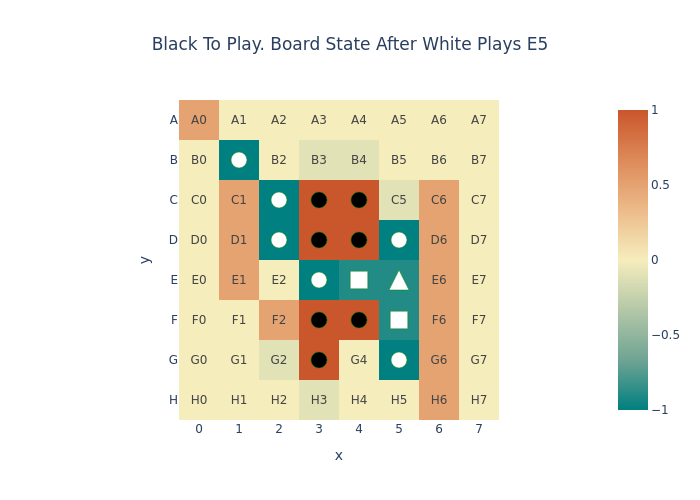 Black To Play. Board State After White Plays E5
A A0 A1 A2 A3 A4 A5 A6 A7
B B0 B2 B3 B4 B5 B6 B7
C C0 C1 C5 C6 C7
D D0 D1 D6 D7
E E0 E1 E2 E6 E7
F F0 F1 F2 F6 F7
G G0 G1 G2 G4 G6 G7
H H0 H1 H2 H3 H4 H5 H6 H7
0 1 2 3 4 5 6 7
x
y
1
0.5
0
−0.5
−1